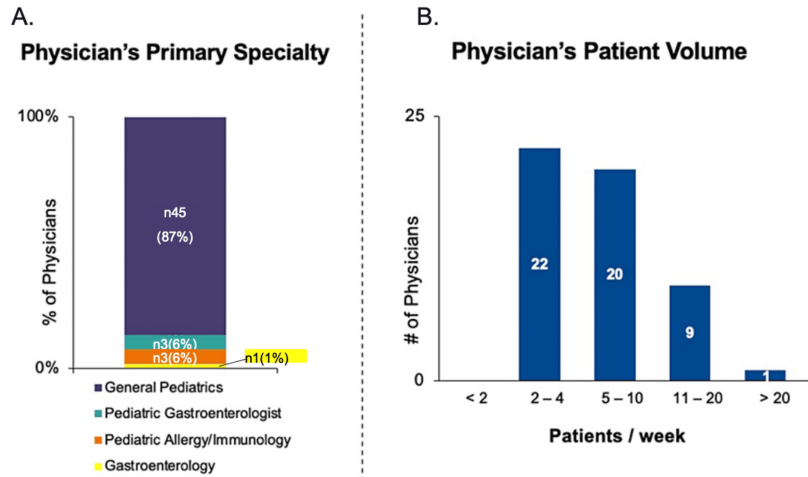 A.
Physician's Primary Specialty
100%
% of Physicians
n45
(87%)
n3(6%)
n3(6%)
n1(1%)
0%
General Pediatrics
Pediatric Gastroenterologist
Pediatric Allergy/Immunology
Gastroenterology
B.
Physician's Patient Volume
25
# of Physicians
22
20
9
1
0
< 2
2 – 4
5 – 10
11 – 20
> 20
Patients / week